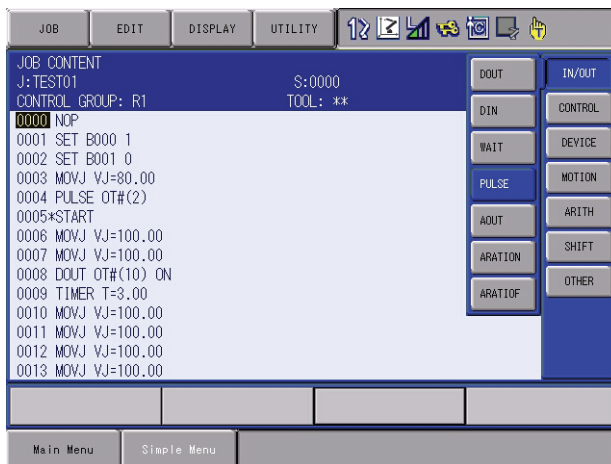 JOB EDIT DISPLAY UTILITY
JOB CONTENT
J:TEST01 S:0000
CONTROL GROUP: R1 TOOL: **
0000 NOP
0001 SET B000 1
0002 SET B001 0
0003 MOVJ VJ=80.00
0004 PULSE OT#(2)
0005*START
0006 MOVJ VJ=100.00
0007 MOVJ VJ=100.00
0008 DOUT OT#(10) ON
0009 TIMER T=3.00
0010 MOVJ VJ=100.00
0011 MOVJ VJ=100.00
0012 MOVJ VJ=100.00
0013 MOVJ VJ=100.00
DOUT
DIN
WAIT
PULSE
AOUT
ARATION
ARATIOF
IN/OUT
CONTROL
DEVICE
MOTION
ARITH
SHIFT
OTHER
Main Menu Simple Menu